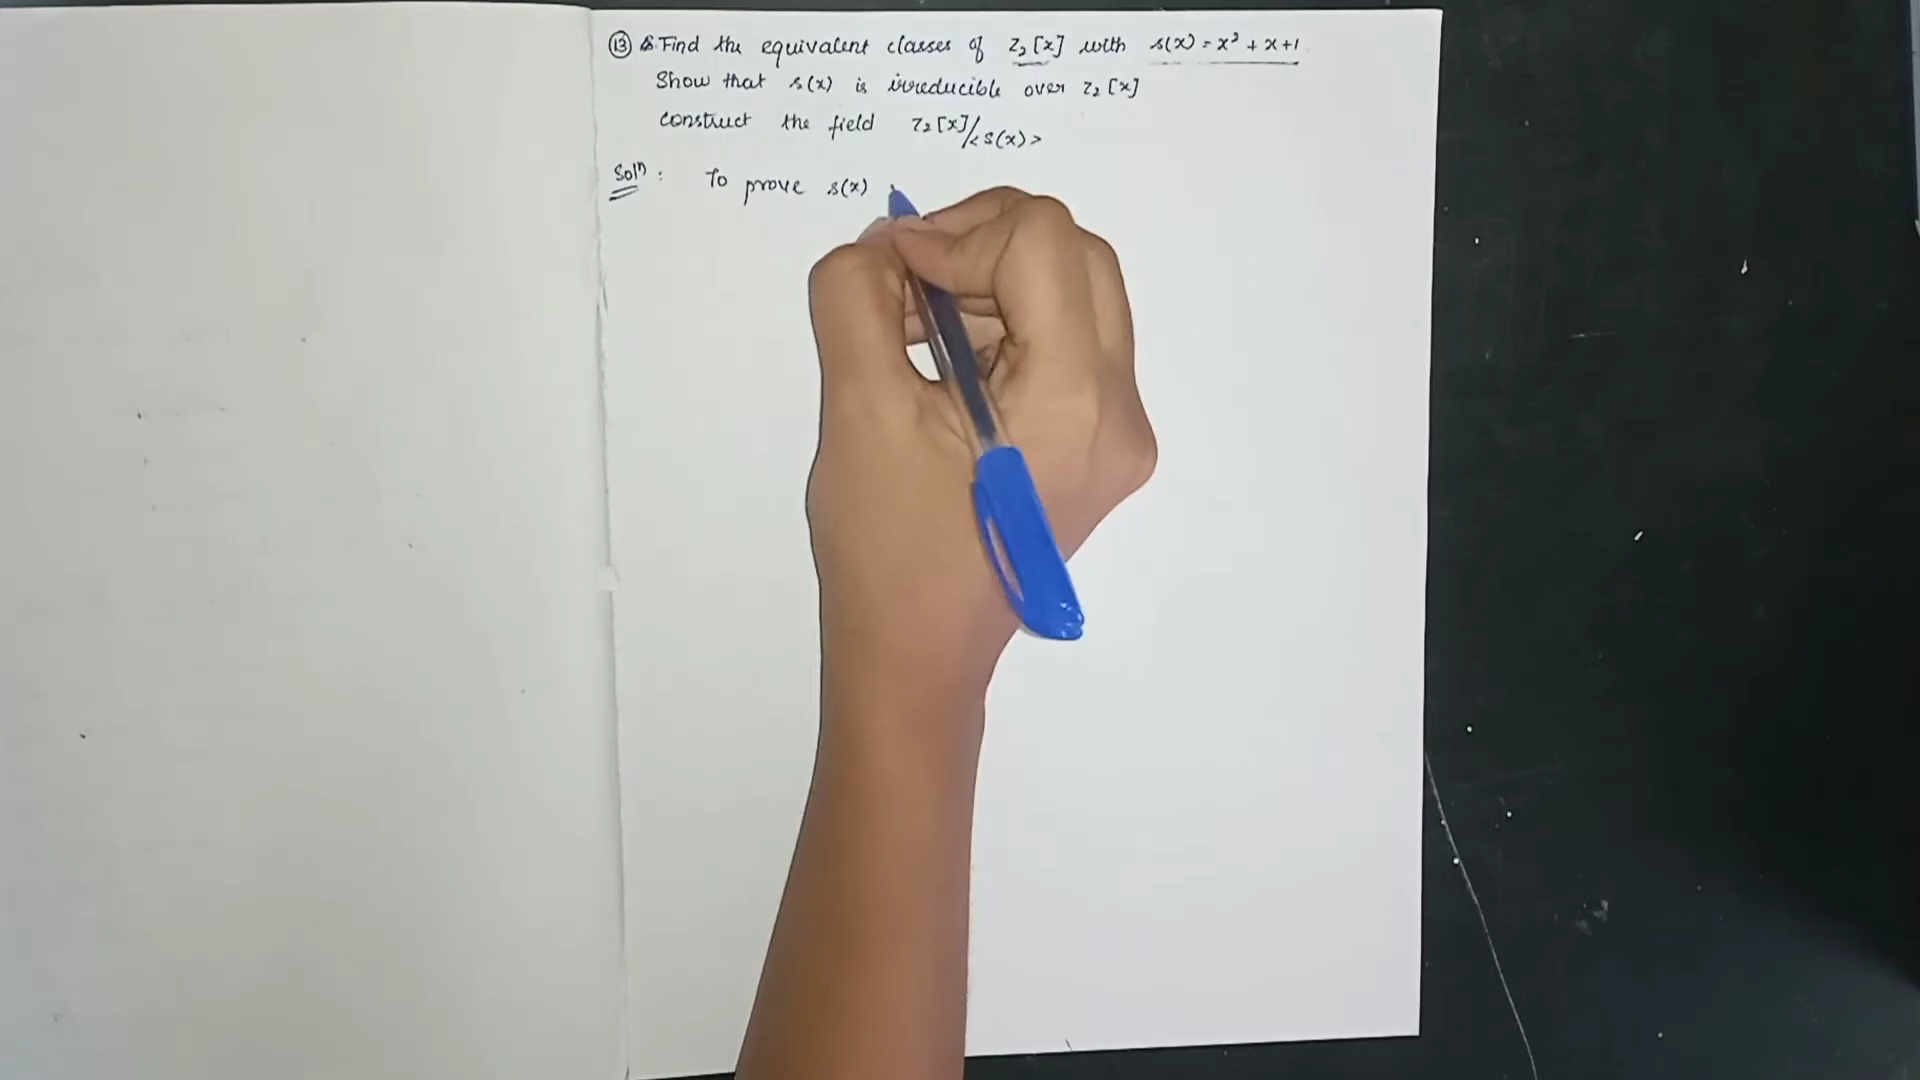 13 Find the equivalent classes of Z2[x] with s(x) = x² + x + 1
Show that s(x) is irreducible over Z2[x]
construct the field Z2[x]/<s(x)>
Soln : To prove s(x)